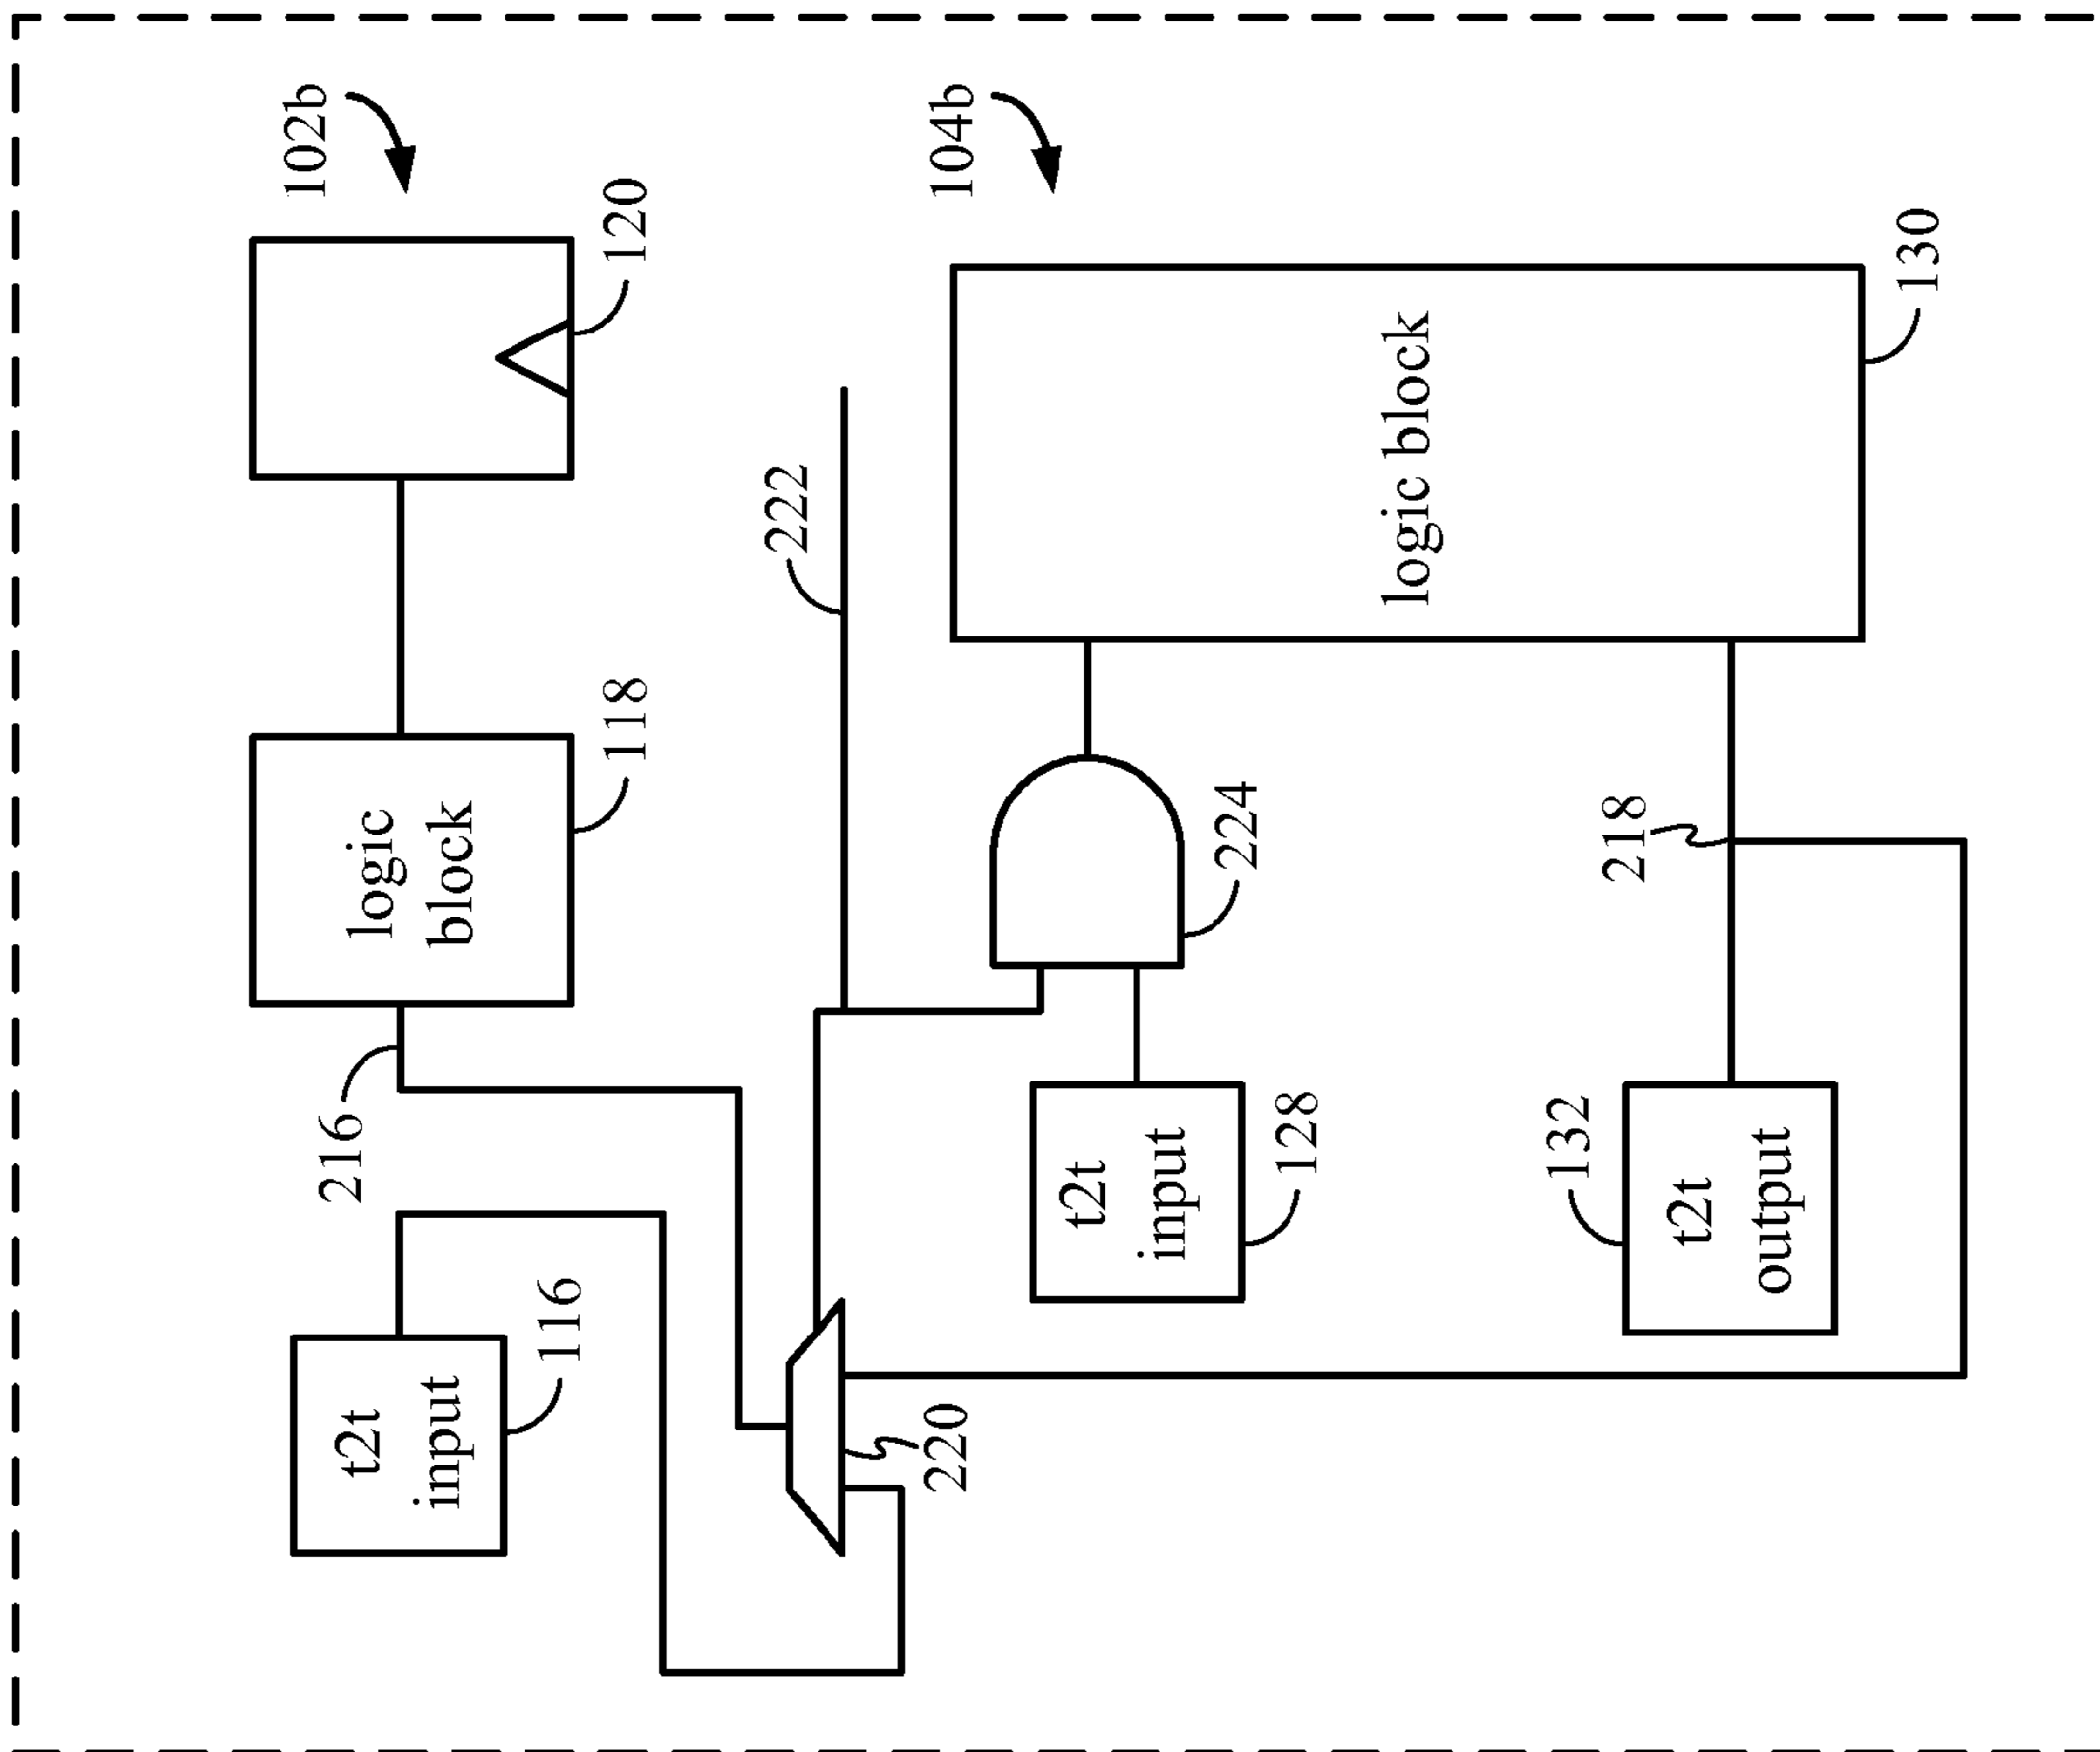 t2t
input
116
216
logic
block
118
120
102b
220
222
t2t
input
128
224
logic block
130
104b
t2t
output
132
218